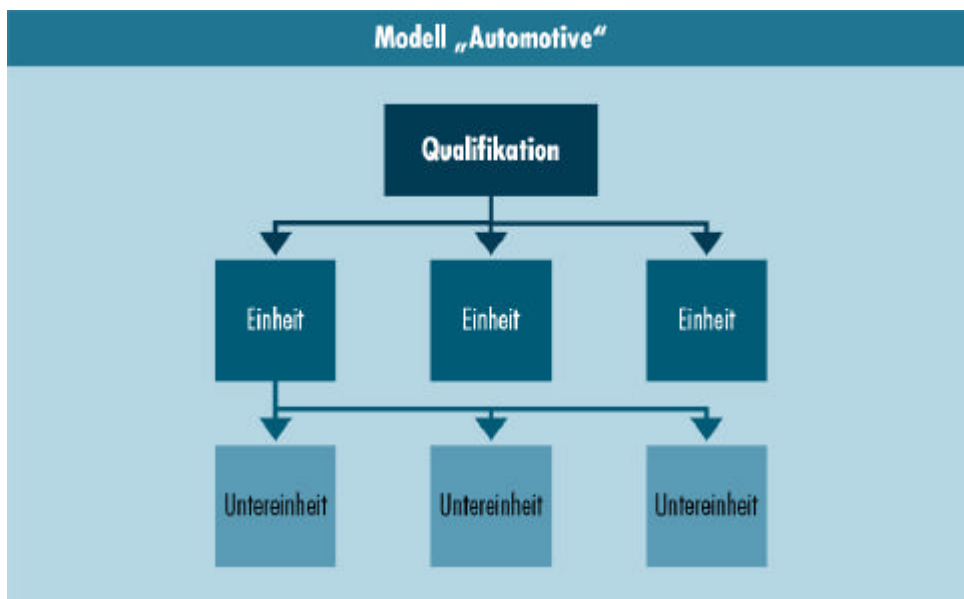 Modell „Automotive“
Qualifikation
Einheit
Einheit
Einheit
Untereinheit
Untereinheit
Untereinheit